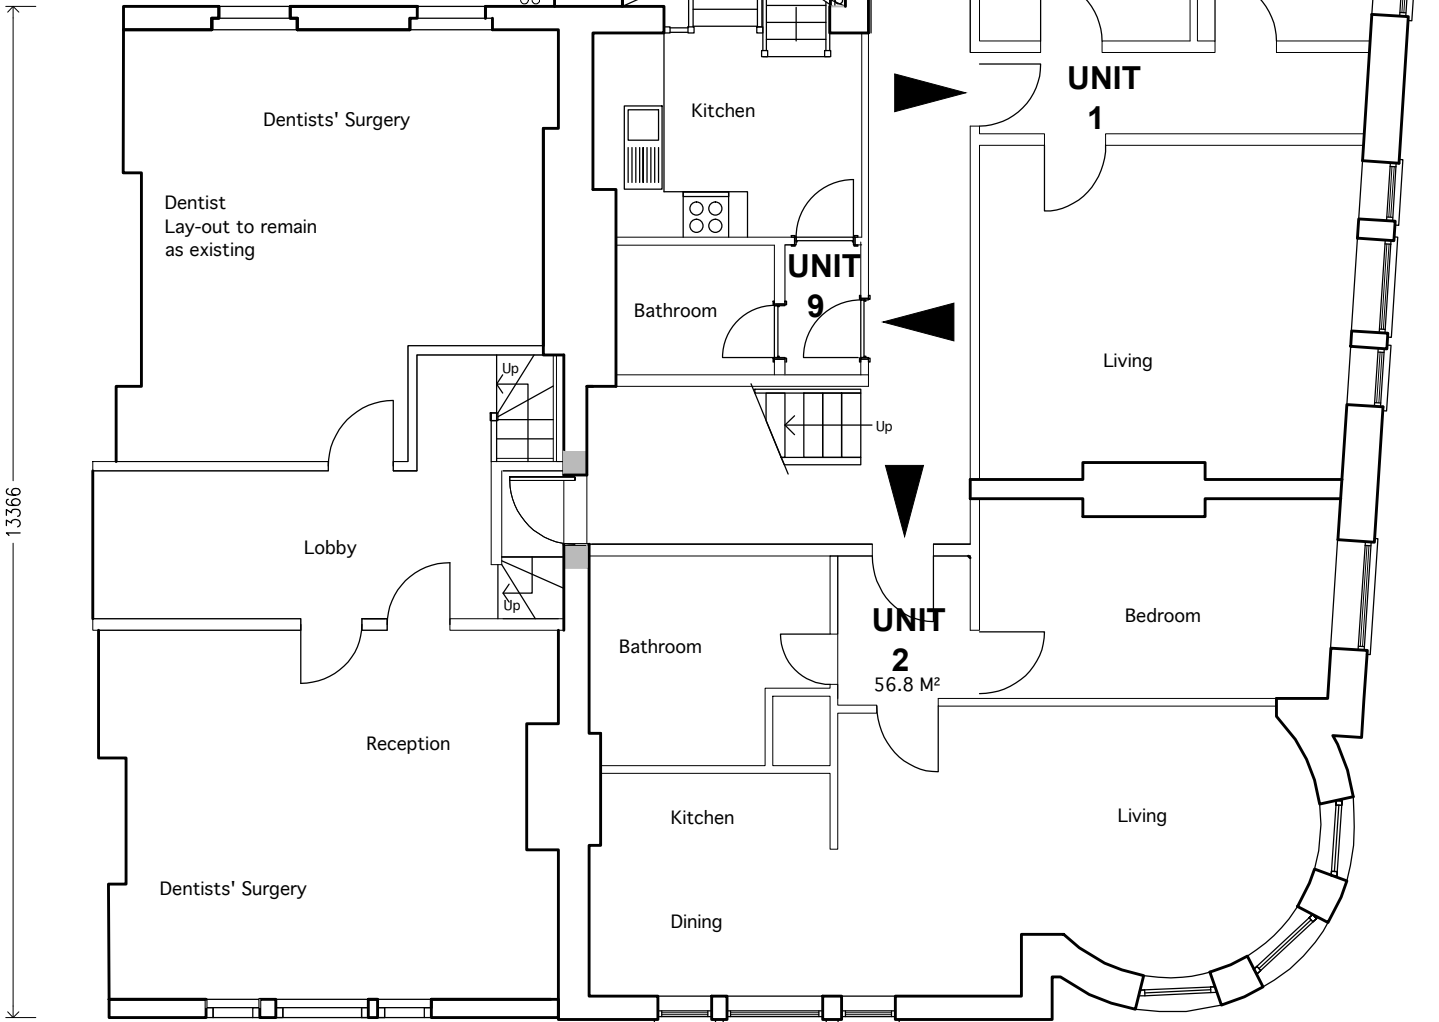 UNIT
1
Kitchen
Dentists' Surgery
Dentist
Lay-out to remain
as existing
UNIT
9
Bathroom
Living
Up
Up
13366
Lobby
Up
Bedroom
UNIT
2
56.8 M²
Bathroom
Reception
Kitchen
Living
Dentists' Surgery
Dining